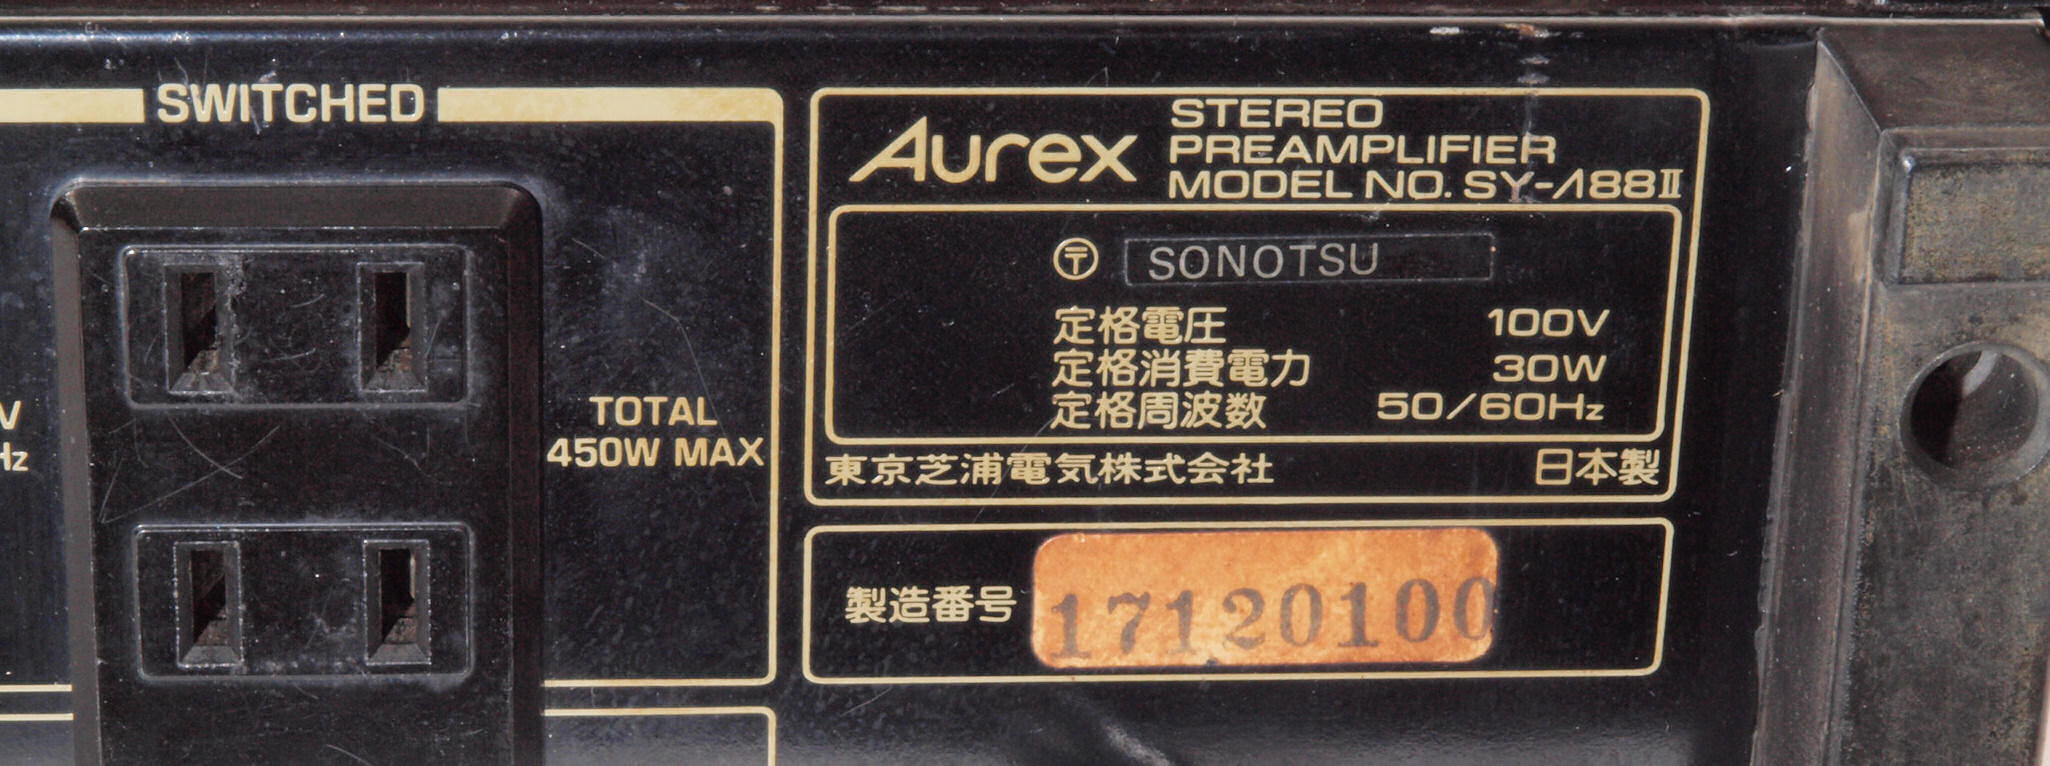 SWITCHED
V
Hz
TOTAL
450W MAX
Aurex
STEREO
PREAMPLIFIER
MODEL NO. SY-Λ88Ⅱ
〶 SONOTSU
定格電圧 100V
定格消費電力 30W
定格周波数 50/60Hz
東京芝浦電気株式会社 日本製
製造番号 17120100